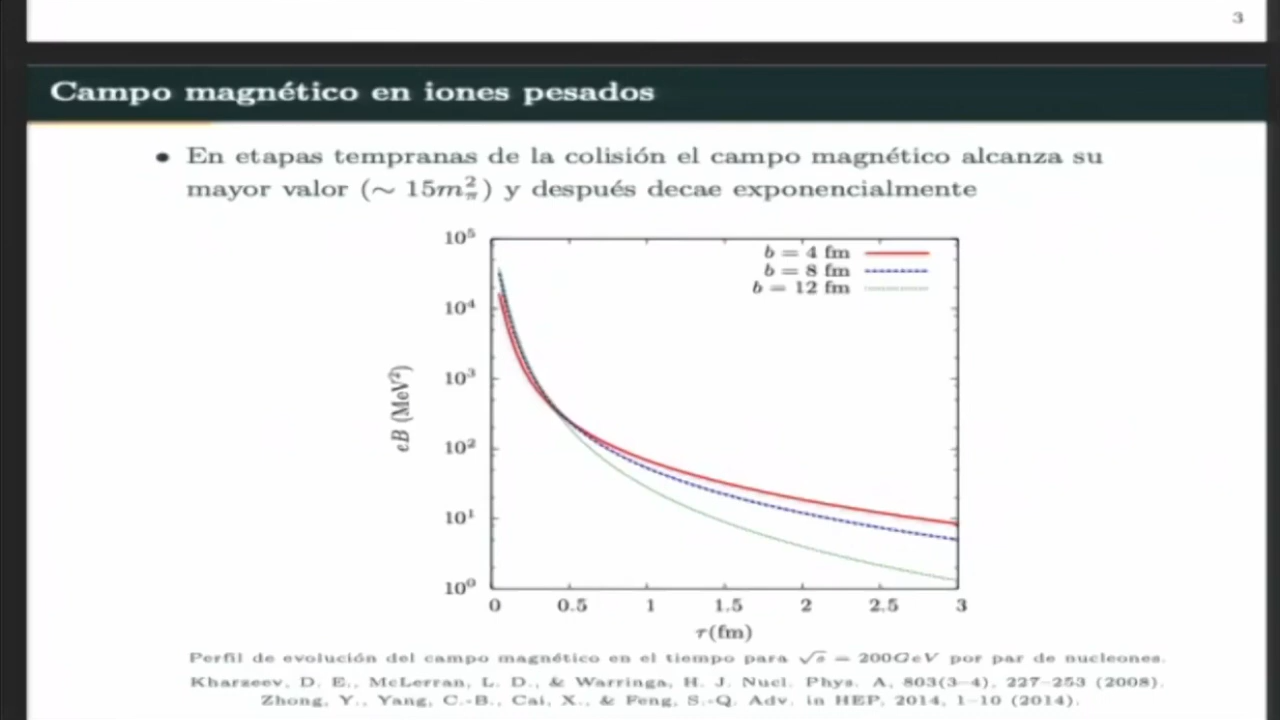 3
Campo magnético en iones pesados
• En etapas tempranas de la colisión el campo magnético alcanza su
mayor valor (∼ 15m²π) y después decae exponencialmente
10⁵
10⁴
10³
10²
10¹
10⁰
eB (MeV²)
b = 4 fm
b = 8 fm
b = 12 fm
0 0.5 1 1.5 2 2.5 3
τ(fm)
Perfil de evolución del campo magnético en el tiempo para √s = 200GeV por par de nucleones.
Kharzeev, D. E., McLerran, L. D., & Warringa, H. J. Nucl. Phys. A, 803(3–4), 227–253 (2008).
Zhong, Y., Yang, C.-B., Cai, X., & Feng, S.-Q. Adv. in HEP, 2014, 1–10 (2014).